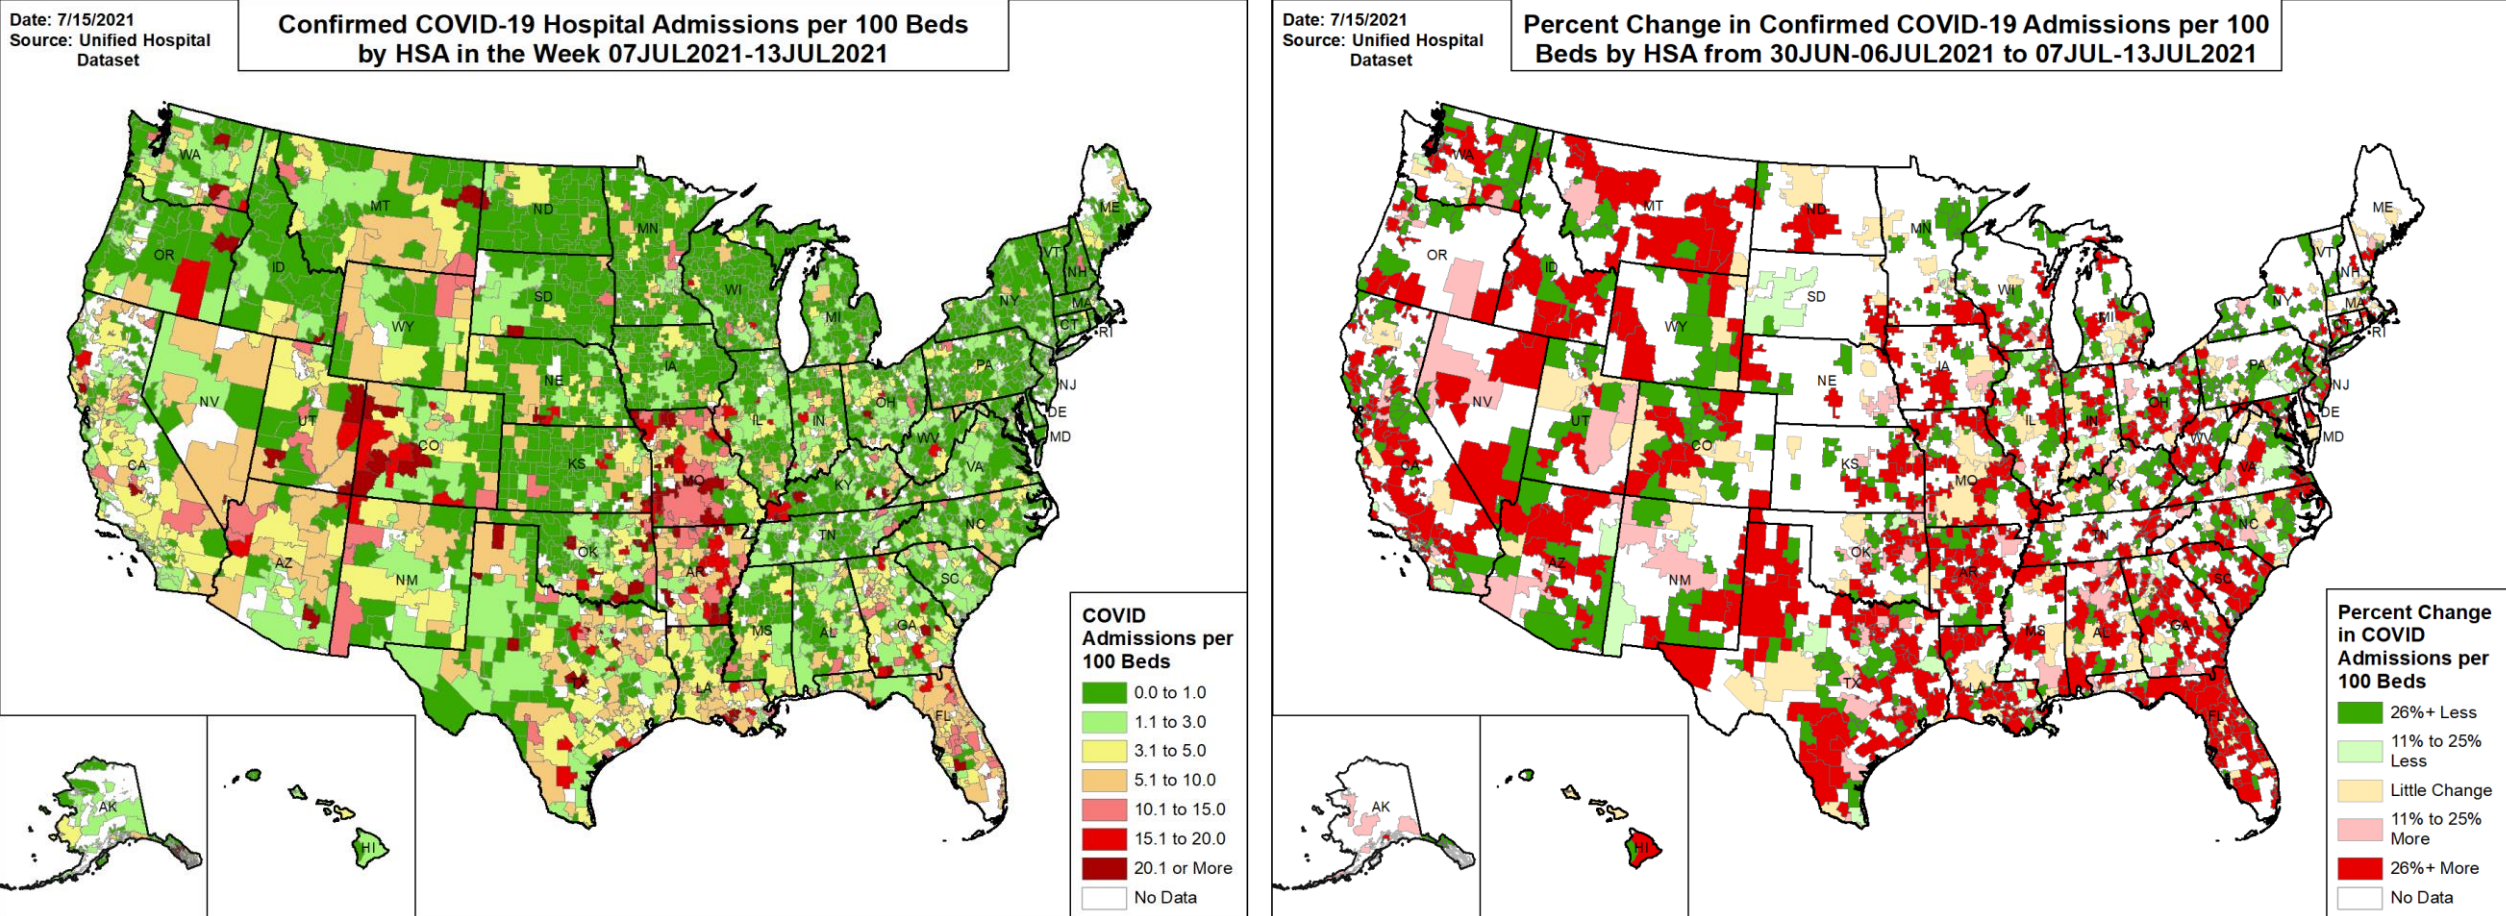 Date: 7/15/2021
Source: Unified Hospital
Dataset
Confirmed COVID-19 Hospital Admissions per 100 Beds
by HSA in the Week 07JUL2021-13JUL2021
WA
OR
ID
MT
ND
MN
SD
WY
WI
MI
NV
UT
CO
NE
IA
IL
IN
OH
PA
NY
VT
NH
ME
MA
CT
RI
NJ
DE
MD
WV
VA
KY
KS
MO
CA
AZ
NM
OK
AR
TN
NC
SC
MS
AL
GA
LA
FL
AK
HI
COVID
Admissions per
100 Beds
0.0 to 1.0
1.1 to 3.0
3.1 to 5.0
5.1 to 10.0
10.1 to 15.0
15.1 to 20.0
20.1 or More
No Data
Date: 7/15/2021
Source: Unified Hospital
Dataset
Percent Change in Confirmed COVID-19 Admissions per 100
Beds by HSA from 30JUN-06JUL2021 to 07JUL-13JUL2021
WA
OR
ID
MT
ND
MN
SD
WY
WI
MI
NV
UT
CO
NE
IA
IL
IN
OH
PA
NY
VT
NH
ME
MA
CT
RI
NJ
DE
MD
WV
VA
KY
KS
MO
CA
AZ
NM
OK
AR
TN
NC
SC
MS
AL
GA
TX
LA
FL
AK
HI
Percent Change
in COVID
Admissions per
100 Beds
26%+ Less
11% to 25%
Less
Little Change
11% to 25%
More
26%+ More
No Data